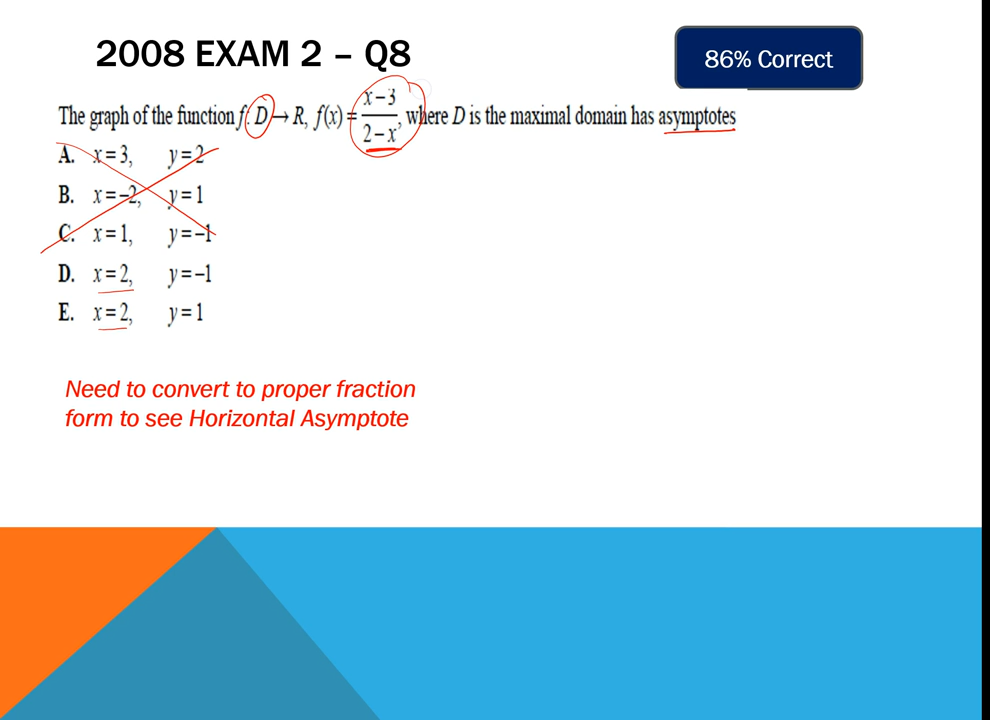 2008 EXAM 2 – Q8
86% Correct
The graph of the function f: D → R, f(x) = x – 3 / 2 – x, where D is the maximal domain has asymptotes
A. x = 3, y = 2
B. x = –2, y = 1
C. x = 1, y = –1
D. x = 2, y = –1
E. x = 2, y = 1
Need to convert to proper fraction
form to see Horizontal Asymptote